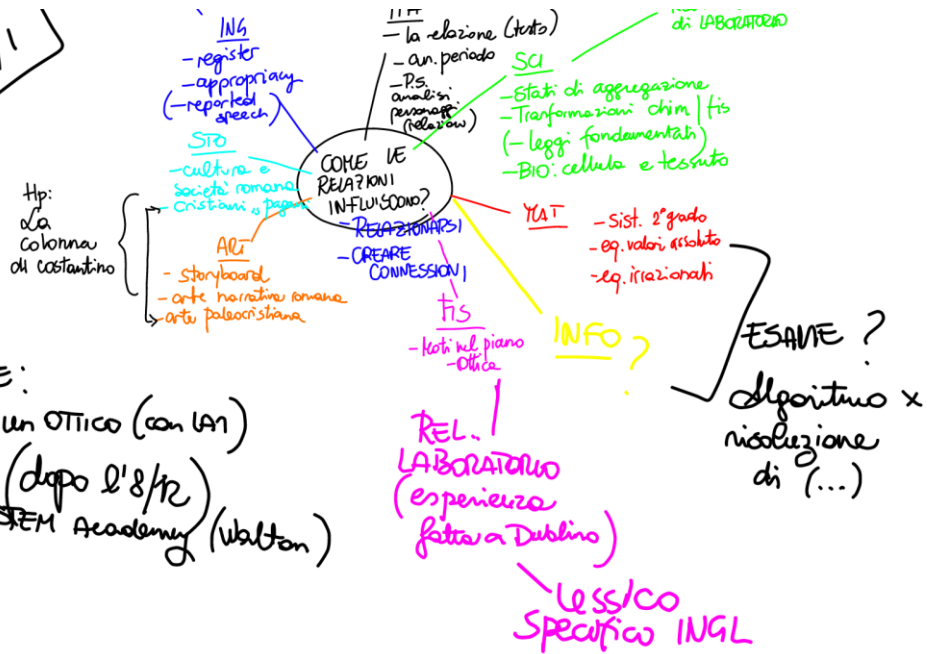 ING
- register
- appropriacy
(- reported
speech)
ITA
- la relazione (testo)
- an. periodo
- P.S.
analisi
personaggi
(relazioni)
di LABORATORIO
SCI
- Stati di aggregazione
- Trasformazioni chim / fis
(- leggi fondamentali)
- BIO: cellula e tessuto
STO
- cultura e
società romana
- cristiani, pagani
COME LE
RELAZIONI
INFLUISCONO?
- RELAZIONARSI
- CREARE
CONNESSIONI
Hp:
La
colonna
di costantino
ART
- storyboard
- arte narrativa romana
- arte paleocristiana
MAT
- Sist. 2° grado
- eq. valori assoluto
- eq. irrazionali
FIS
- Moti nel piano
- Ottica
INFO ?
ESAME ?
Algoritmo x
risoluzione
di (...)
E:
un OTTICO (con LA1)
(dopo l'8/12)
STEM Academy (Walton)
REL.
LABORATORIO
(esperienza
fatta a Dublino)
- LESSICO
SPECIFICO INGL